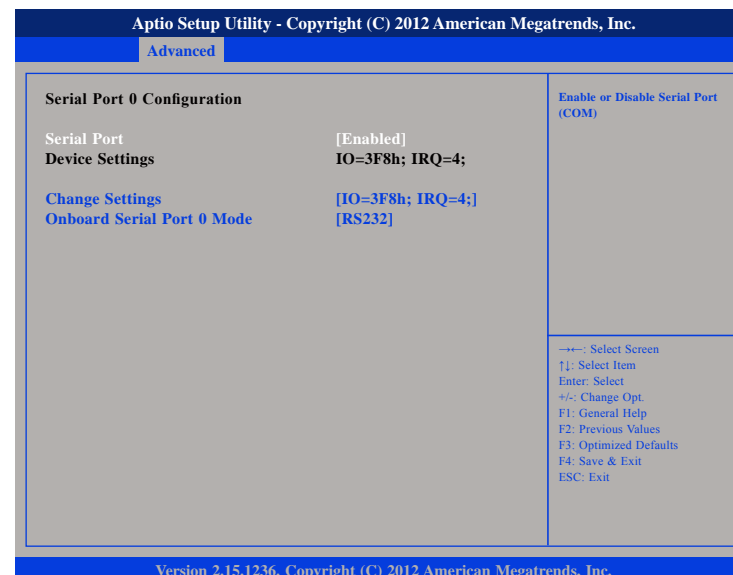 Aptio Setup Utility - Copyright (C) 2012 American Megatrends, Inc.
Advanced
Serial Port 0 Configuration
Serial Port [Enabled]
Device Settings IO=3F8h; IRQ=4;
Change Settings [IO=3F8h; IRQ=4;]
Onboard Serial Port 0 Mode [RS232]
Enable or Disable Serial Port
(COM)
→←: Select Screen
↑↓: Select Item
Enter: Select
+/-: Change Opt.
F1: General Help
F2: Previous Values
F3: Optimized Defaults
F4: Save & Exit
ESC: Exit
Version 2.15.1236. Copyright (C) 2012 American Megatrends, Inc.